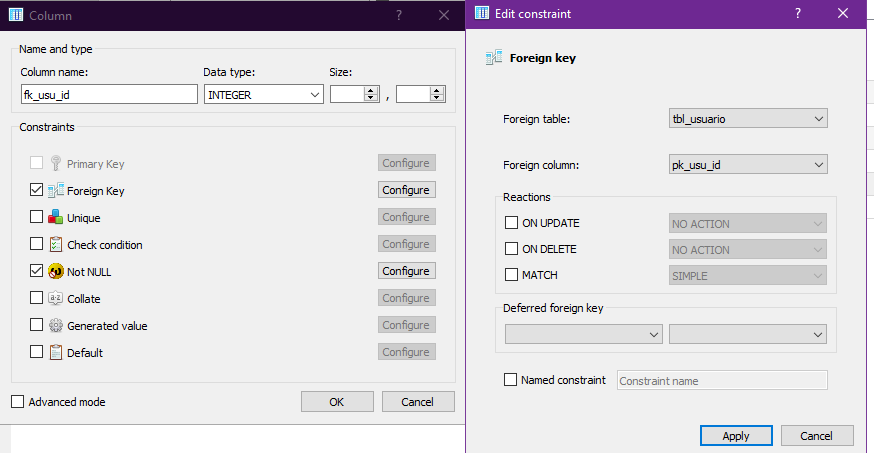 Column
?
Name and type
Column name: Data type: Size:
fk_usu_id INTEGER ,
Constraints
Primary Key Configure
Foreign Key Configure
Unique Configure
Check condition Configure
Not NULL Configure
a·z Collate Configure
Generated value Configure
Default Configure
Advanced mode OK Cancel
Edit constraint
?
Foreign key
Foreign table: tbl_usuario
Foreign column: pk_usu_id
Reactions
ON UPDATE NO ACTION
ON DELETE NO ACTION
MATCH SIMPLE
Deferred foreign key
Named constraint Constraint name
Apply Cancel